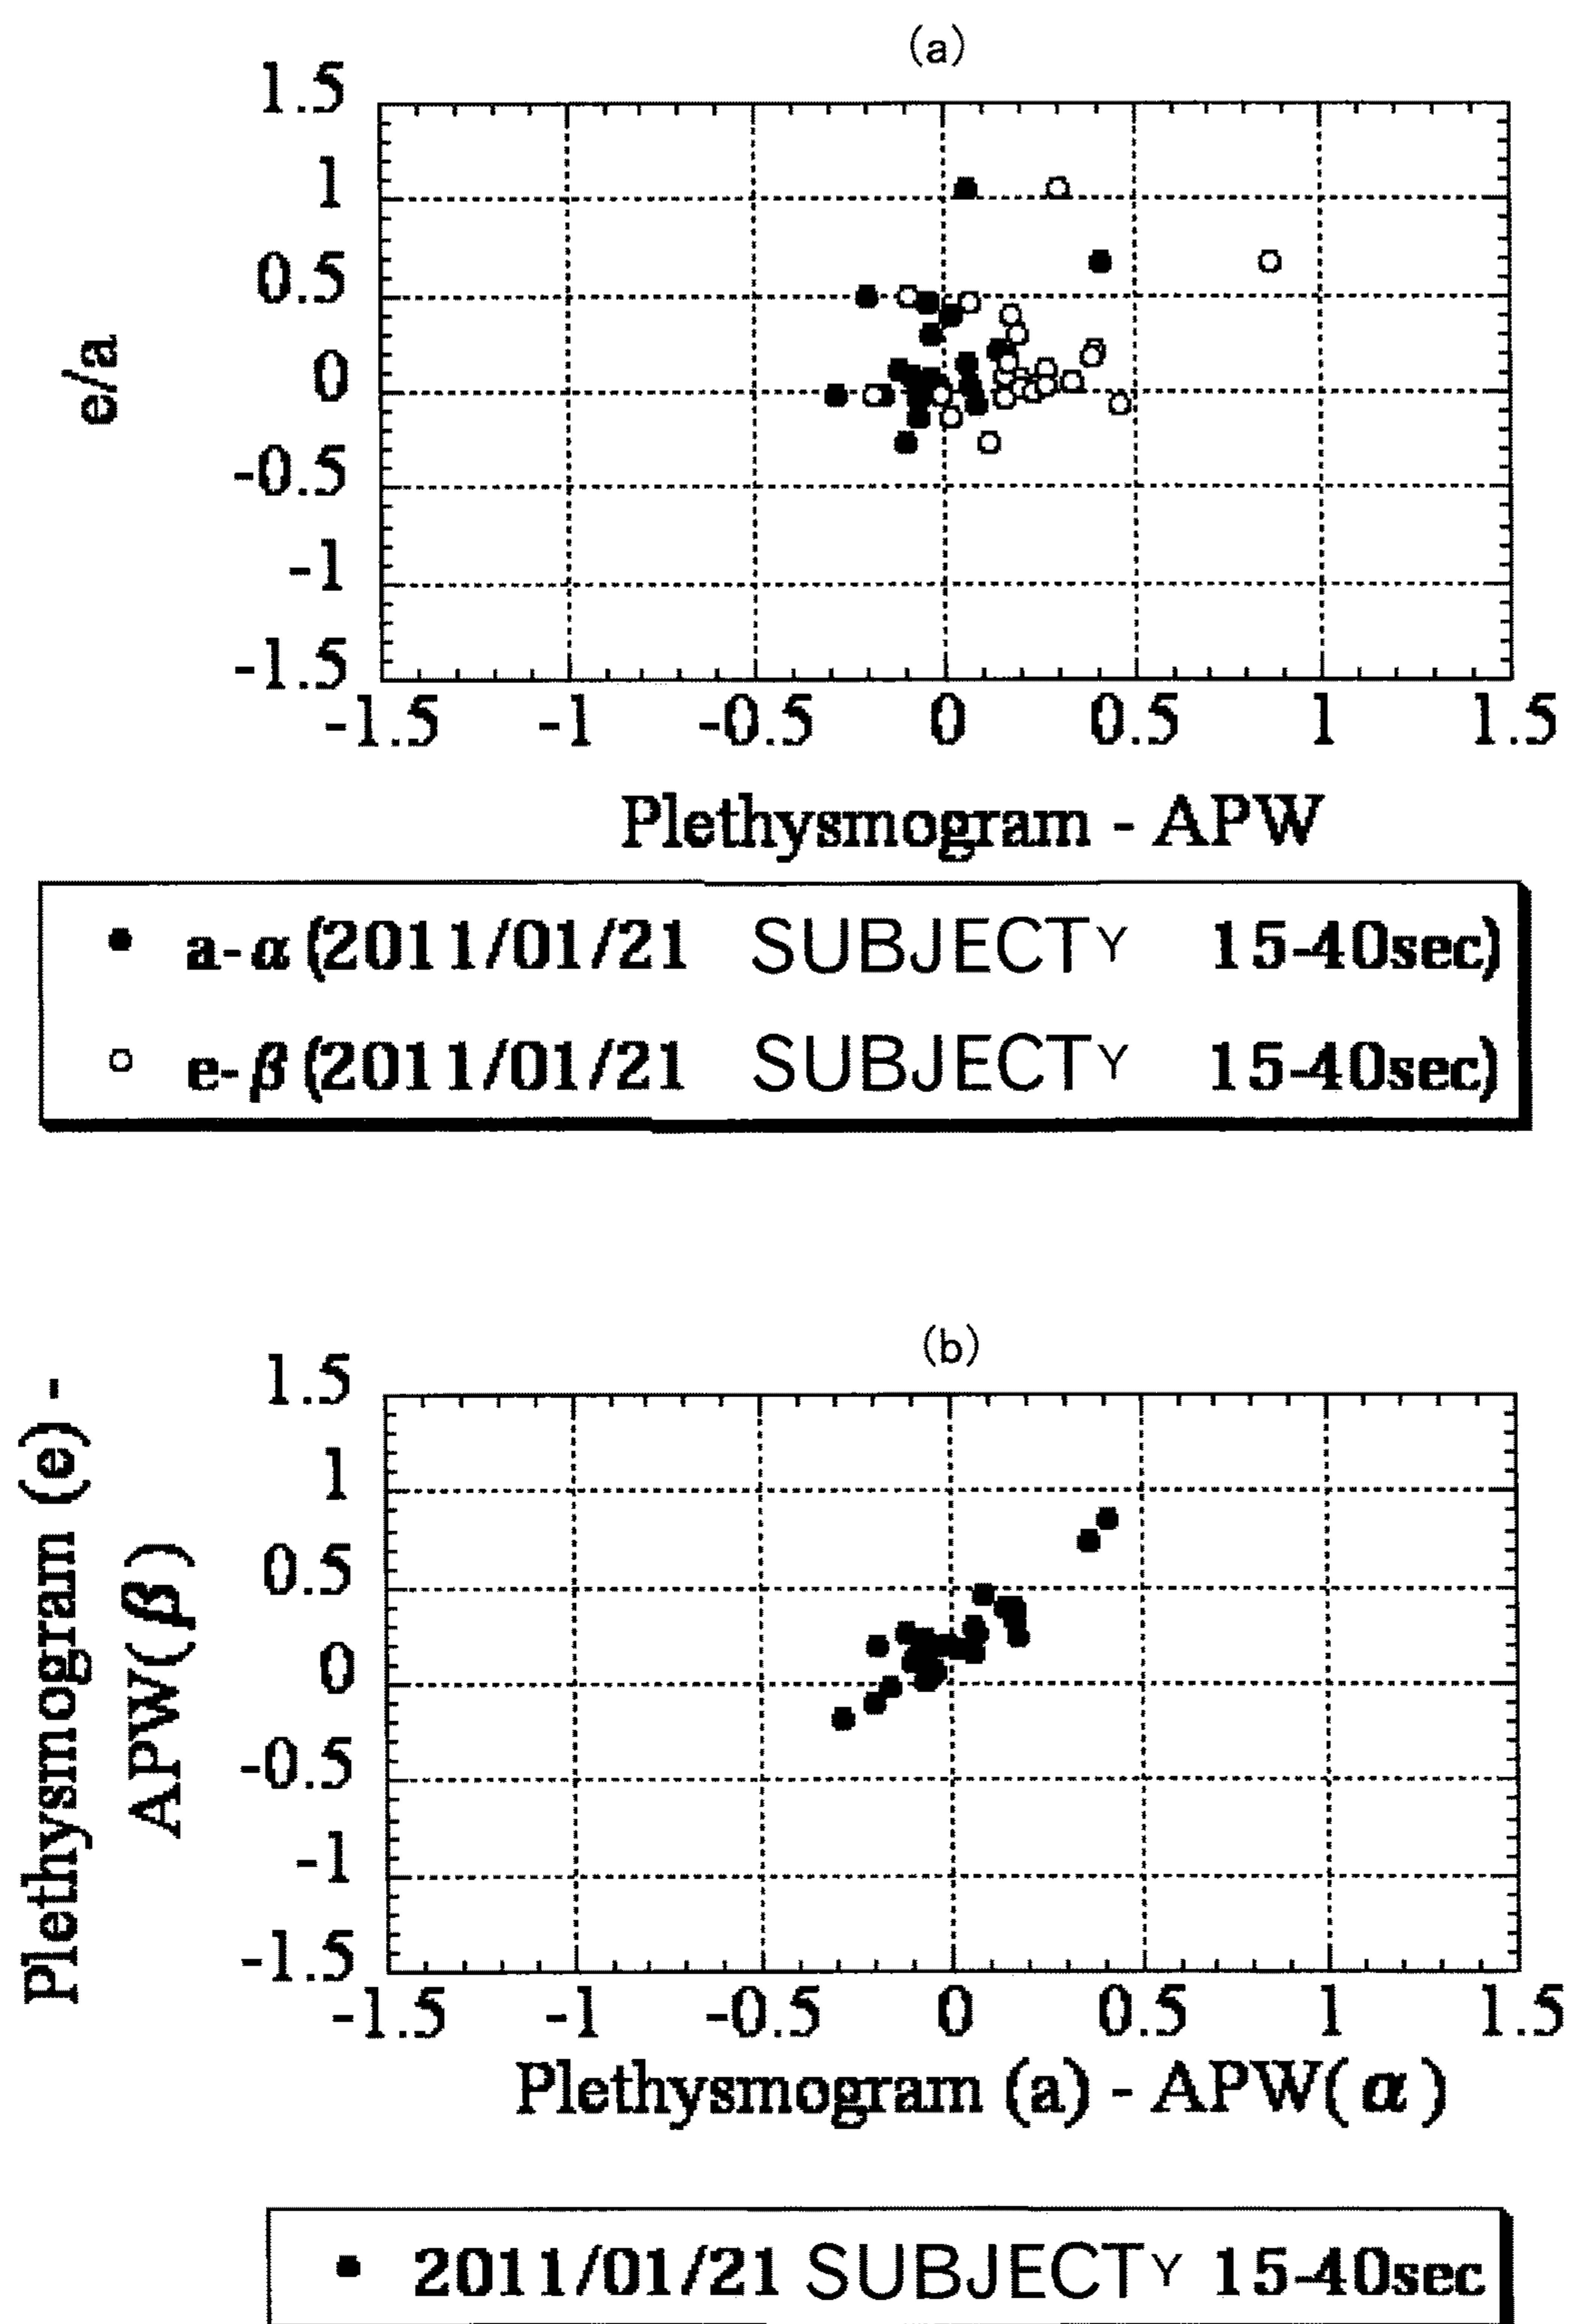 (a)
1.5
1
0.5
0
-0.5
-1
-1.5
e/a
-1.5 -1 -0.5 0 0.5 1 1.5
Plethysmogram - APW
a-α (2011/01/21 SUBJECTY 15-40sec)
e-β (2011/01/21 SUBJECTY 15-40sec)
(b)
1.5
1
0.5
0
-0.5
-1
-1.5
Plethysmogram (e) -
APW(β)
-1.5 -1 -0.5 0 0.5 1 1.5
Plethysmogram (a) - APW(α)
2011/01/21 SUBJECTY 15-40sec